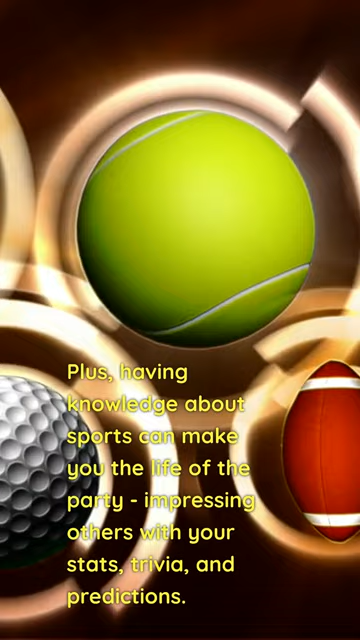 Plus, having
knowledge about
sports can make
you the life of the
party - impressing
others with your
stats, trivia, and
predictions.